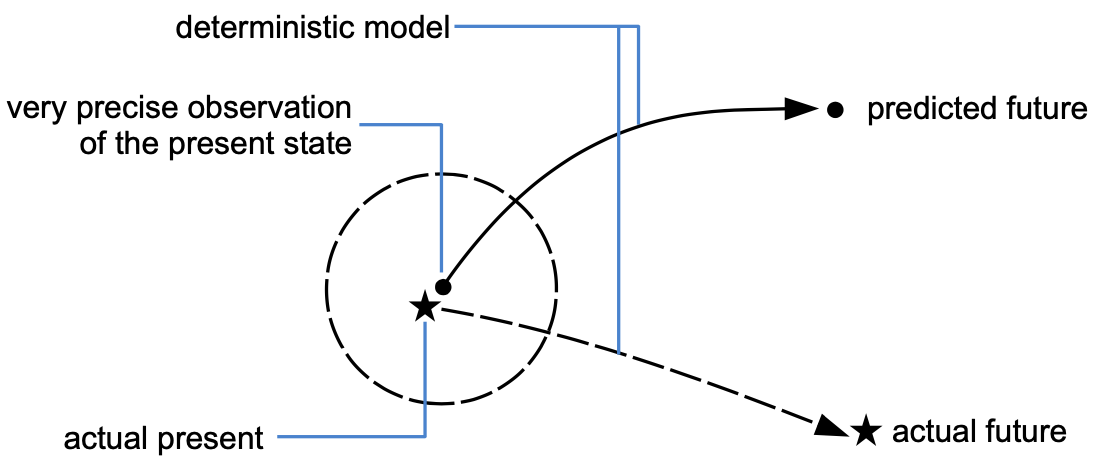 deterministic model
very precise observation
of the present state
predicted future
actual present
actual future